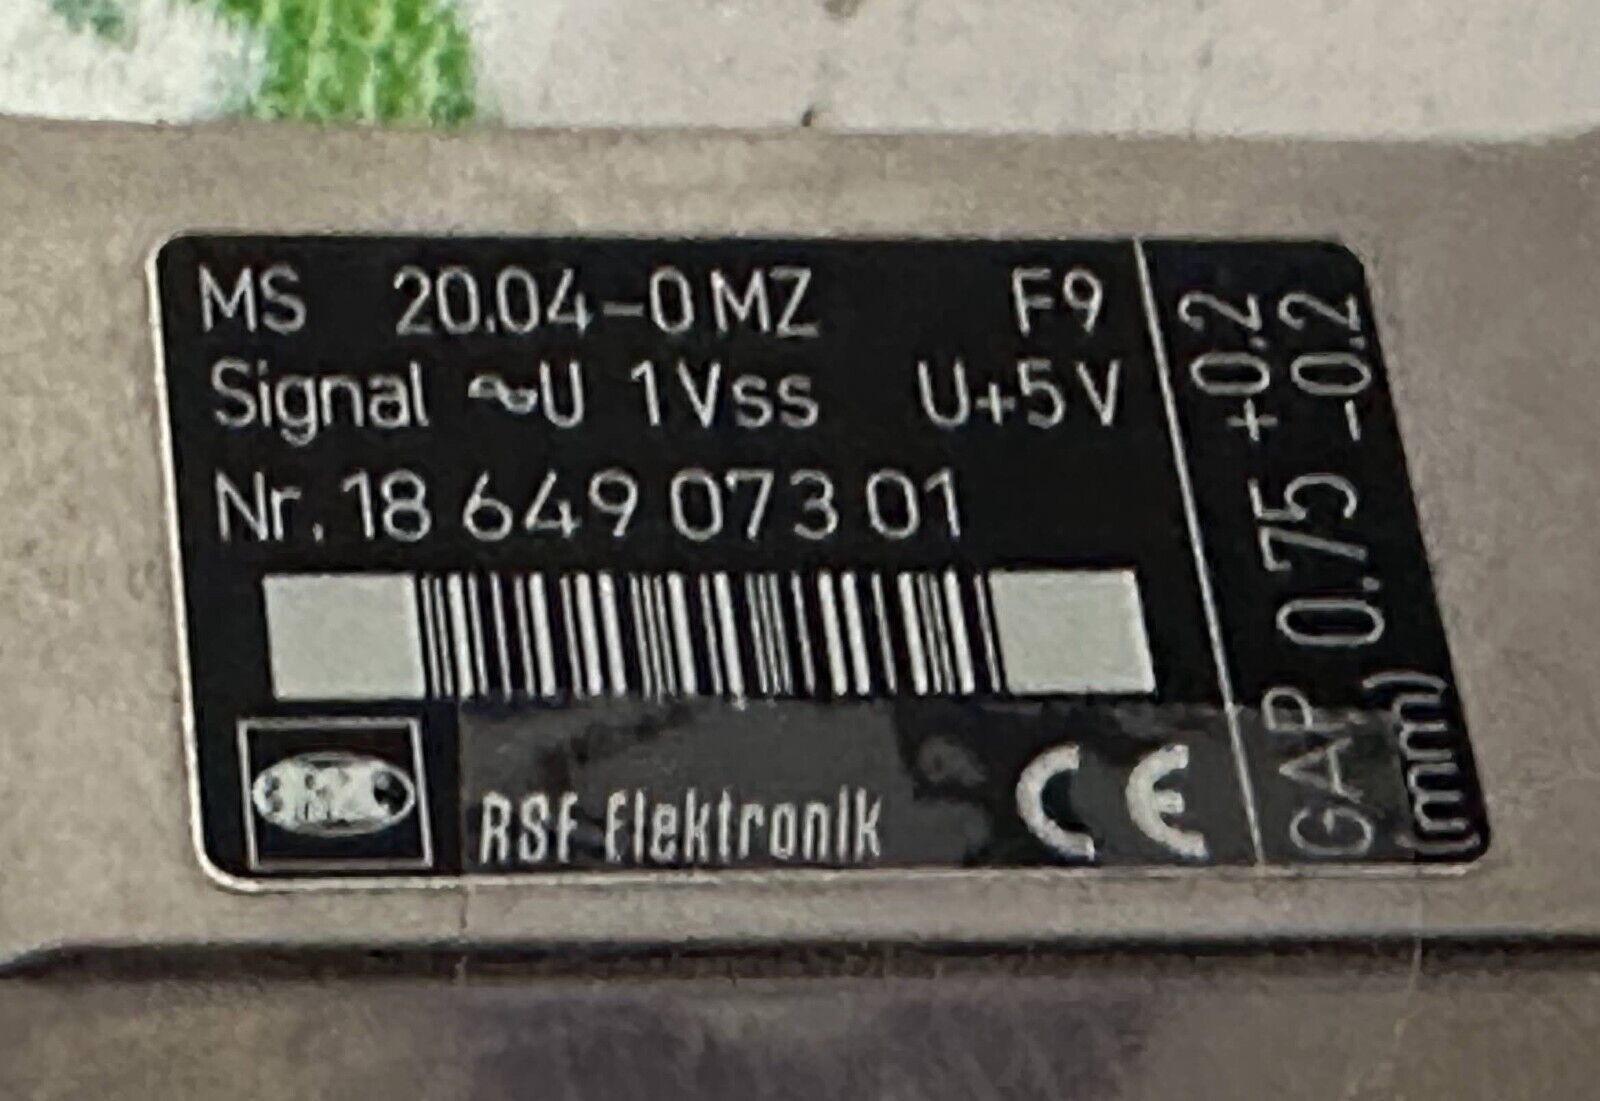 MS 20.04-0 MZ F9
Signal ~U 1Vss U+5V
Nr. 18 649 073 01
RSF Elektronik CE
GAP 0.75 +0.2 -0.2
(mm)